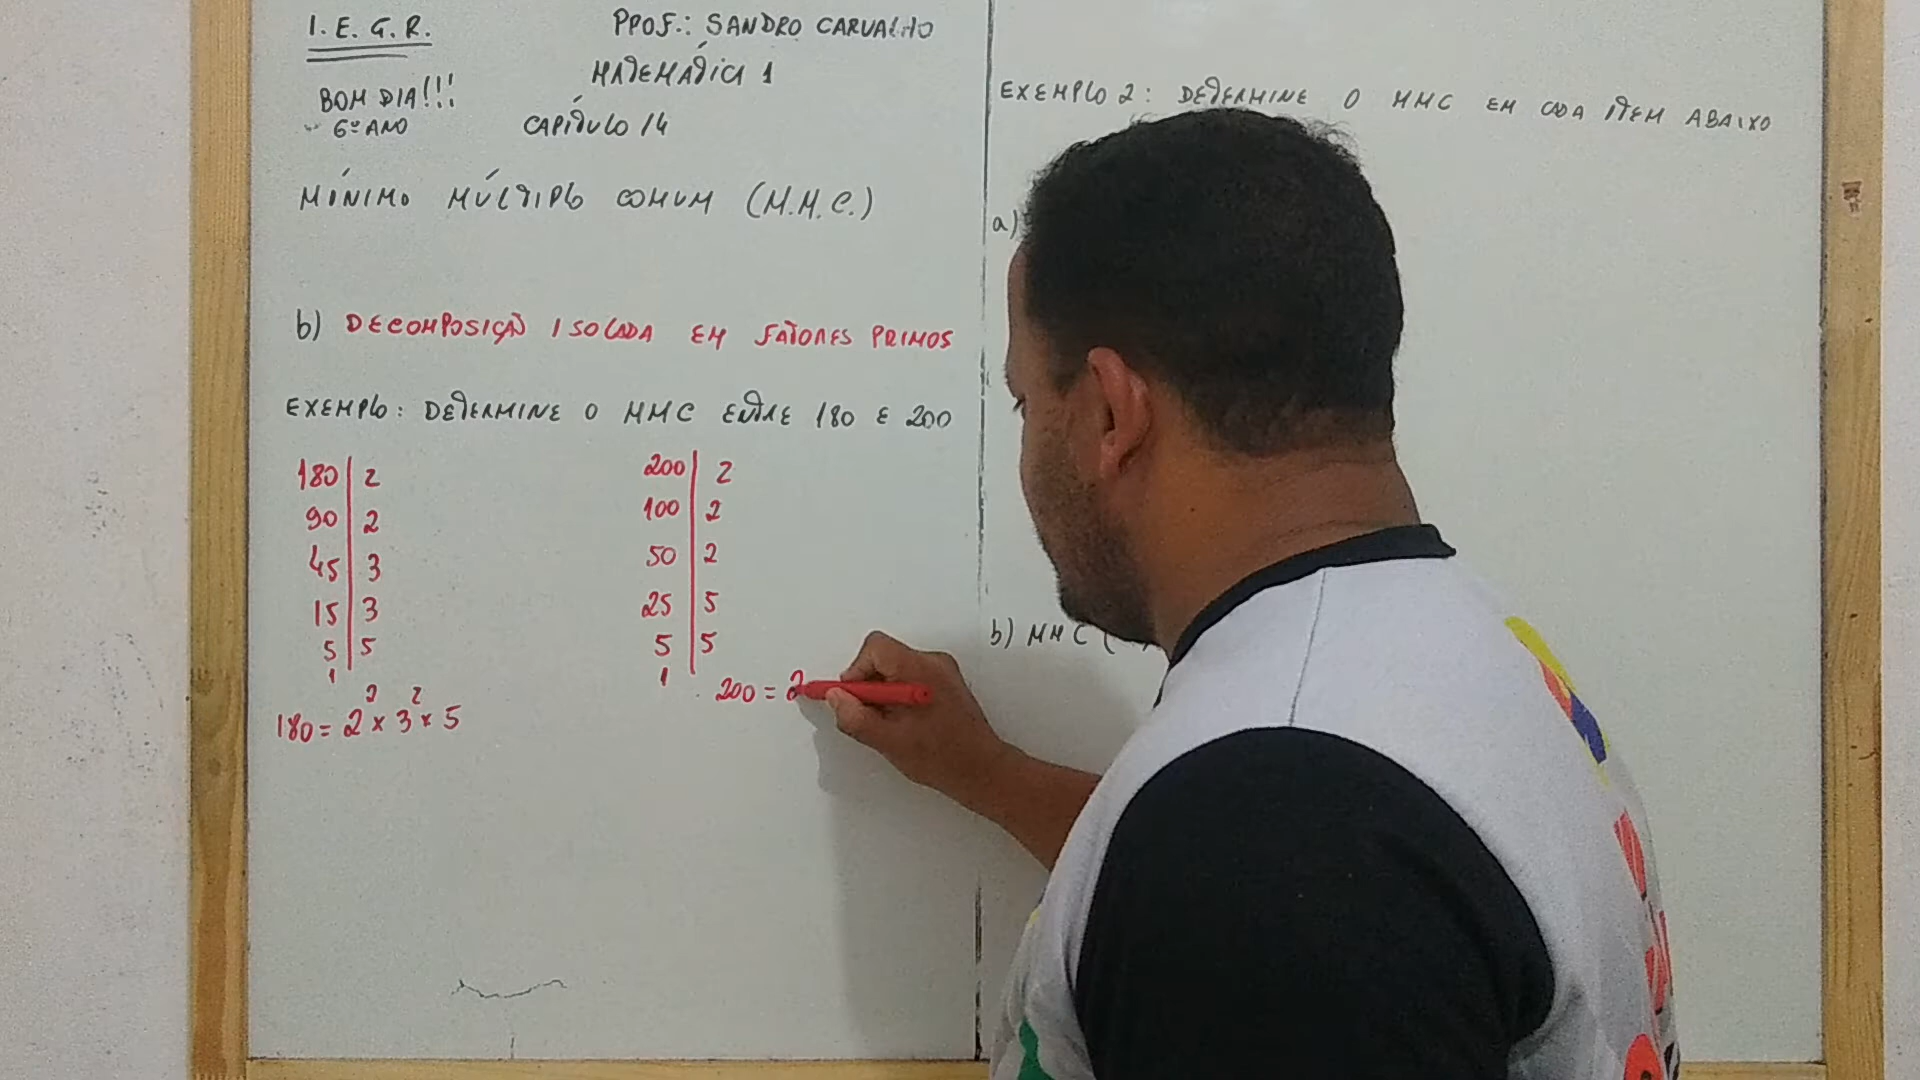 I. E. G. R.
PROF.: SANDRO CARVALHO
MATEMÁTICA 1
BOM DIA!!!
6º ANO
CAPÍTULO 14
MÍNIMO MÚLTIPLO COMUM (M.M.C.)
b) DECOMPOSIÇÃO ISOLADA EM FATORES PRIMOS
EXEMPLO: DETERMINE O MMC ENTRE 180 E 200
180 | 2
90 | 2
45 | 3
15 | 3
5 | 5
1
180 = 2² x 3² x 5
200 | 2
100 | 2
50 | 2
25 | 5
5 | 5
1
200 = 2
EXEMPLO 2: DETERMINE O MMC EM CADA ITEM ABAIXO
a)
b) MMC (